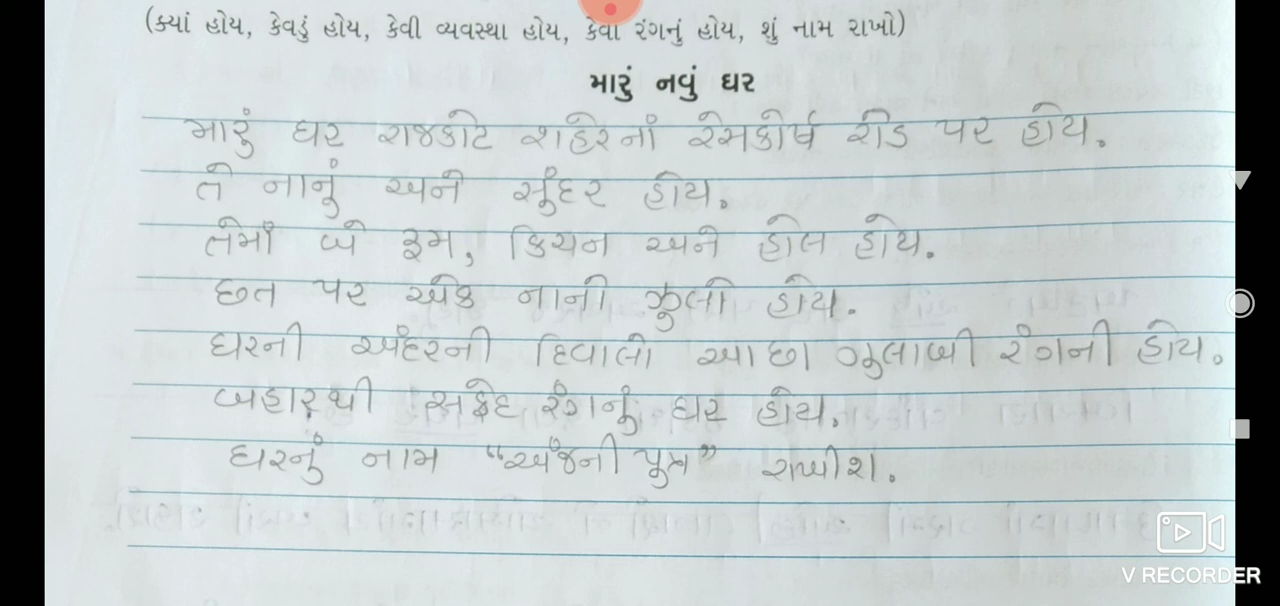 (ક્યાં હોય, કેવડું હોય, કેવી વ્યવસ્થા હોય, કેવા રંગનું હોય, શું નામ રાખો)
મારું નવું ઘર
મારું ઘર રાજકોટ શહેરનાં રેસકોર્ષ રોડ પર હોય.
તે નાનું અને સુંદર હોય.
તેમાં બે રૂમ, કિચન અને હોલ હોય.
છત પર એક નાની ઝુલો હોય.
ઘરની અંદરની દિવાલો આછા ગુલાબી રંગની હોય.
બહારથી સફેદ રંગનું ઘર હોય.
ઘરનું નામ “અંજની પૂત્ર” રાખીશ.
V RECORDER